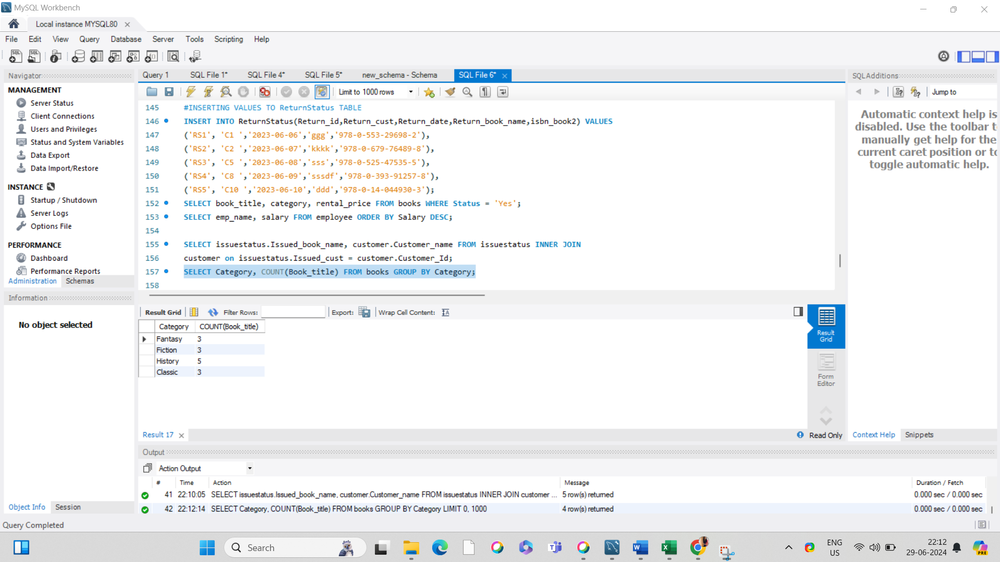 MySQL Workbench
Local instance MYSQL80
File Edit View Query Database Server Tools Scripting Help
Navigator
MANAGEMENT
Server Status
Client Connections
Users and Privileges
Status and System Variables
Data Export
Data Import/Restore
INSTANCE
Startup / Shutdown
Server Logs
Options File
PERFORMANCE
Dashboard
Performance Reports
Administration Schemas
Information
No object selected
Object Info Session
Query 1 SQL File 1* SQL File 4* SQL File 5* new_schema - Schema SQL File 6*
Limit to 1000 rows
145 #INSERTING VALUES TO ReturnStatus TABLE
146 INSERT INTO ReturnStatus(Return_id,Return_cust,Return_date,Return_book_name,isbn_book2) VALUES
147 ('RS1', 'C1 ','2023-06-06','ggg','978-0-553-29698-2'),
148 ('RS2', 'C2 ','2023-06-07','kkkk','978-0-679-76489-8'),
149 ('RS3', 'C5 ','2023-06-08','sss','978-0-525-47535-5'),
150 ('RS4', 'C8 ','2023-06-09','sssdf','978-0-393-91257-8'),
151 ('RS5', 'C10 ','2023-06-10','ddd','978-0-14-044930-3');
152 SELECT book_title, category, rental_price FROM books WHERE Status = 'Yes';
153 SELECT emp_name, salary FROM employee ORDER BY Salary DESC;
154
155 SELECT issuestatus.Issued_book_name, customer.Customer_name FROM issuestatus INNER JOIN
156 customer on issuestatus.Issued_cust = customer.Customer_Id;
157 SELECT Category, COUNT(Book_title) FROM books GROUP BY Category;
158
Result Grid Filter Rows: Export: Wrap Cell Content:
Category COUNT(Book_title)
Fantasy 3
Fiction 3
History 5
Classic 3
Result Grid
Form Editor
Result 17
Read Only
SQLAdditions
Jump to
Automatic context help is
disabled. Use the toolbar t
manually get help for the
current caret position or to
toggle automatic help.
Context Help Snippets
Output
Action Output
# Time Action Message Duration / Fetch
41 22:10:05 SELECT issuestatus.Issued_book_name, customer.Customer_name FROM issuestatus INNER JOIN customer ... 5 row(s) returned 0.000 sec / 0.000 sec
42 22:12:14 SELECT Category, COUNT(Book_title) FROM books GROUP BY Category LIMIT 0, 1000 4 row(s) returned 0.000 sec / 0.000 sec
Query Completed
Search
ENG
US
22:12
29-06-2024
PRE